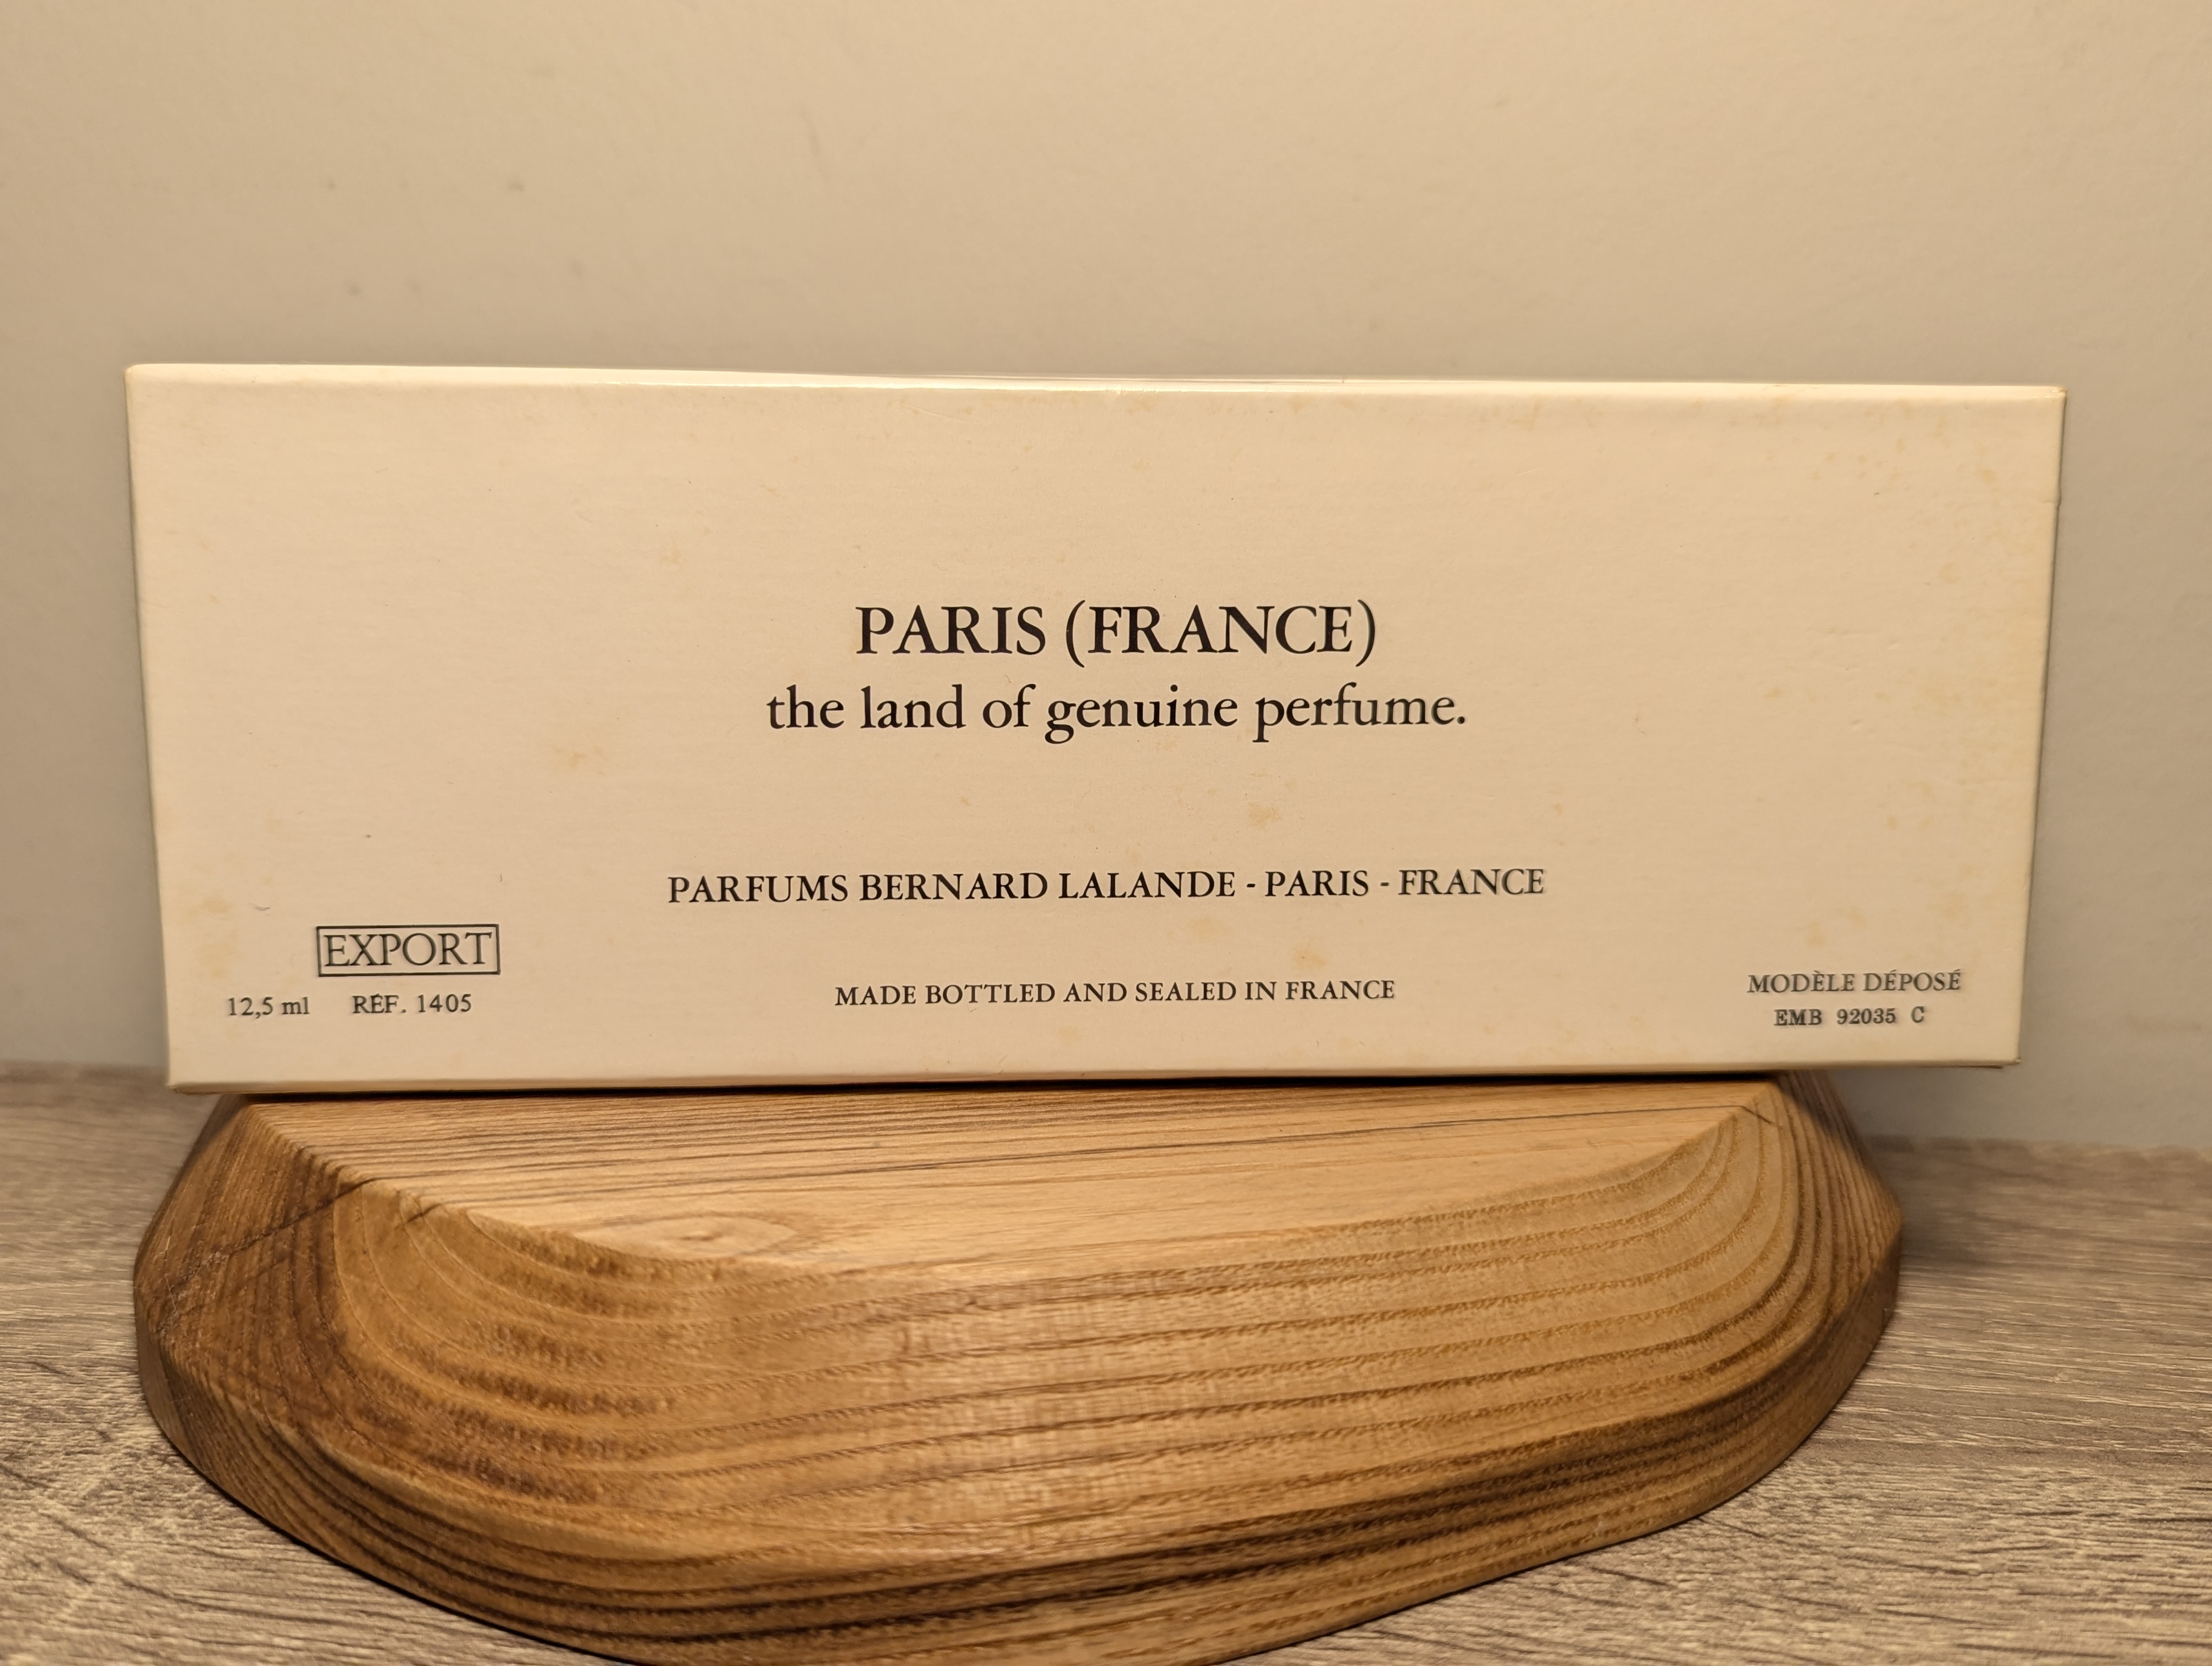 PARIS (FRANCE)
the land of genuine perfume.
PARFUMS BERNARD LALANDE - PARIS - FRANCE
EXPORT
12,5 ml RÉF. 1405
MADE BOTTLED AND SEALED IN FRANCE
MODÈLE DÉPOSÉ
EMB 92035 C